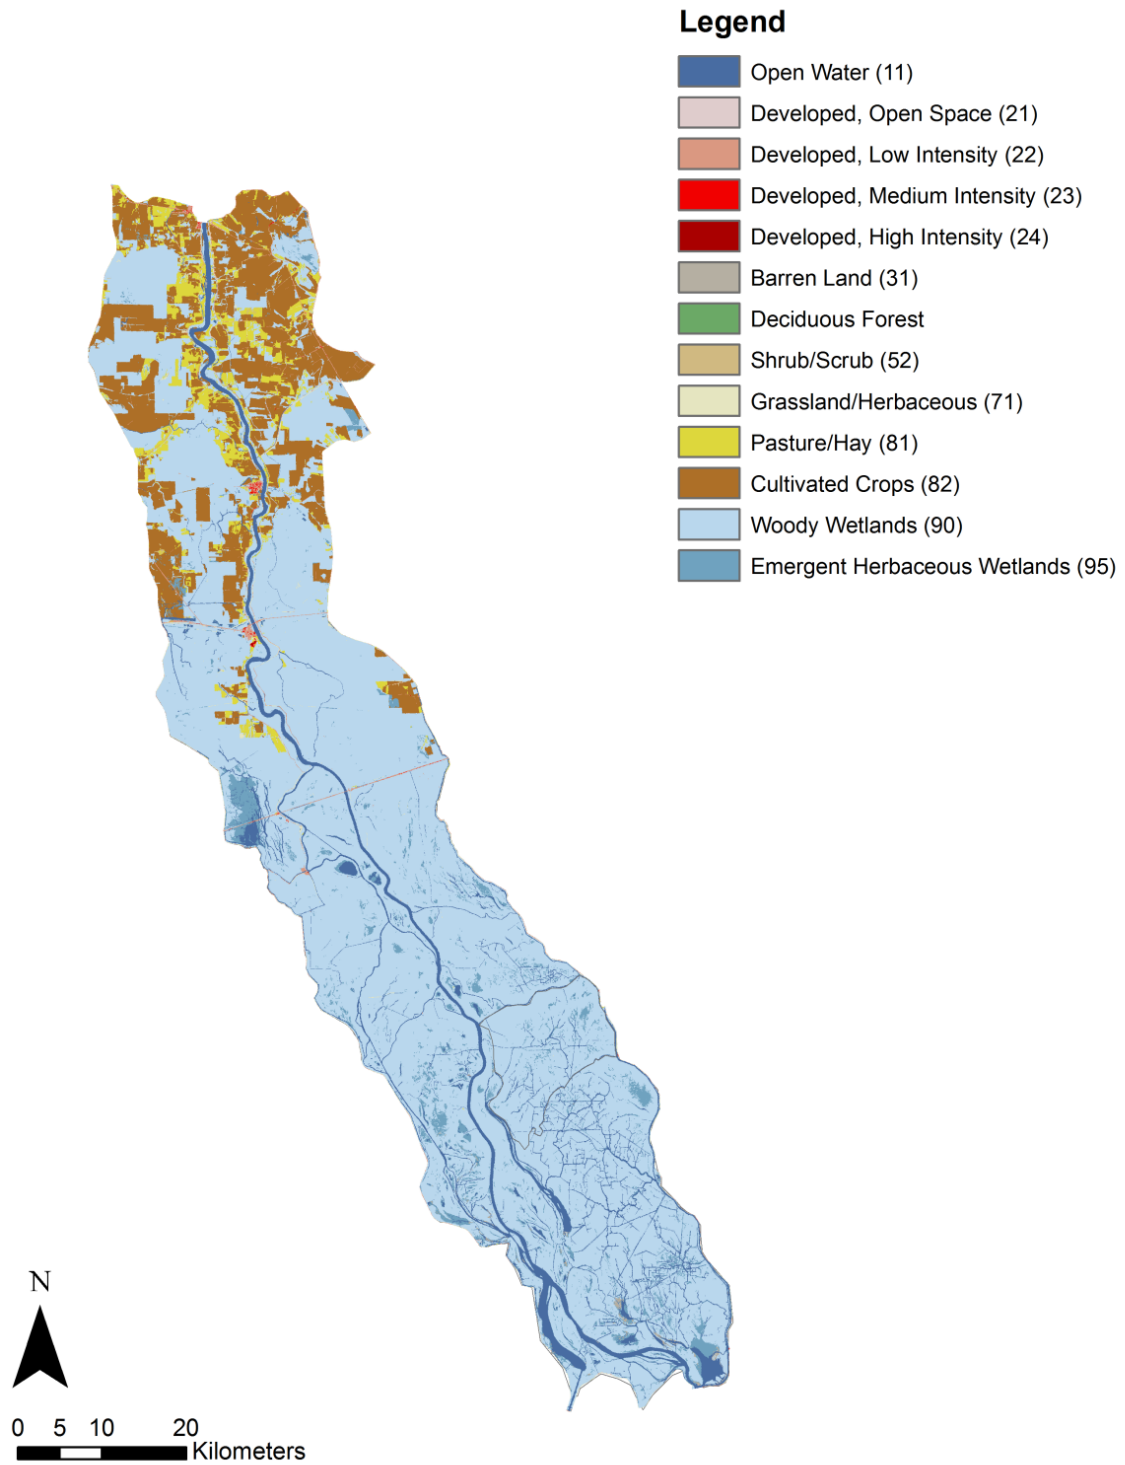 Legend
Open Water (11)
Developed, Open Space (21)
Developed, Low Intensity (22)
Developed, Medium Intensity (23)
Developed, High Intensity (24)
Barren Land (31)
Deciduous Forest
Shrub/Scrub (52)
Grassland/Herbaceous (71)
Pasture/Hay (81)
Cultivated Crops (82)
Woody Wetlands (90)
Emergent Herbaceous Wetlands (95)
N
0 5 10 20
Kilometers